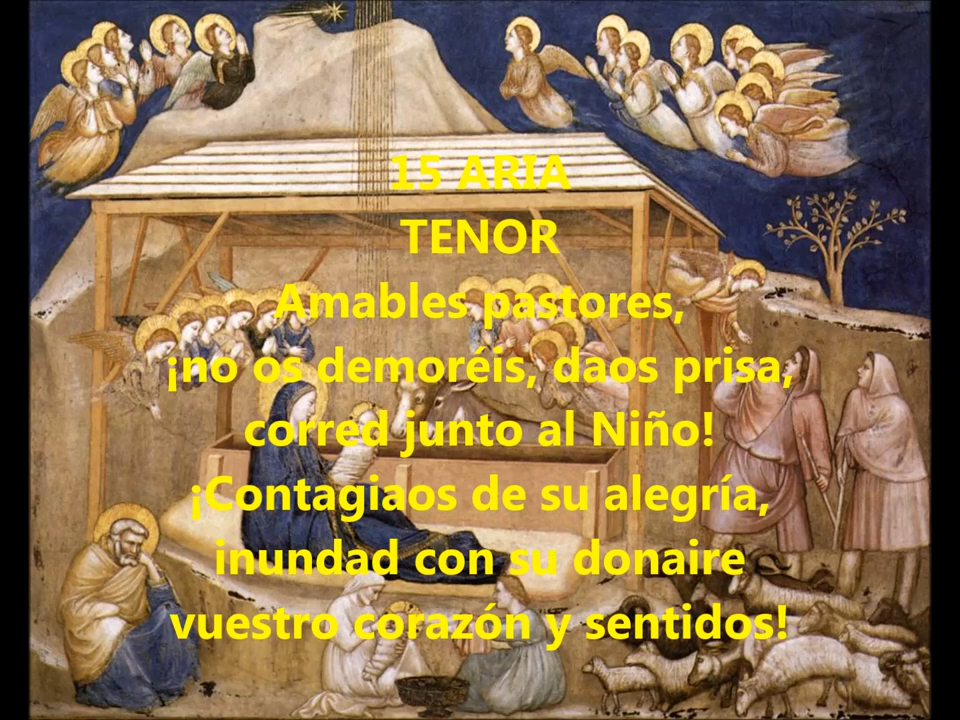 15 ARIA
TENOR
Amables pastores,
¡no os demoréis, daos prisa,
corred junto al Niño!
¡Contagiaos de su alegría,
inundad con su donaire
vuestro corazón y sentidos!